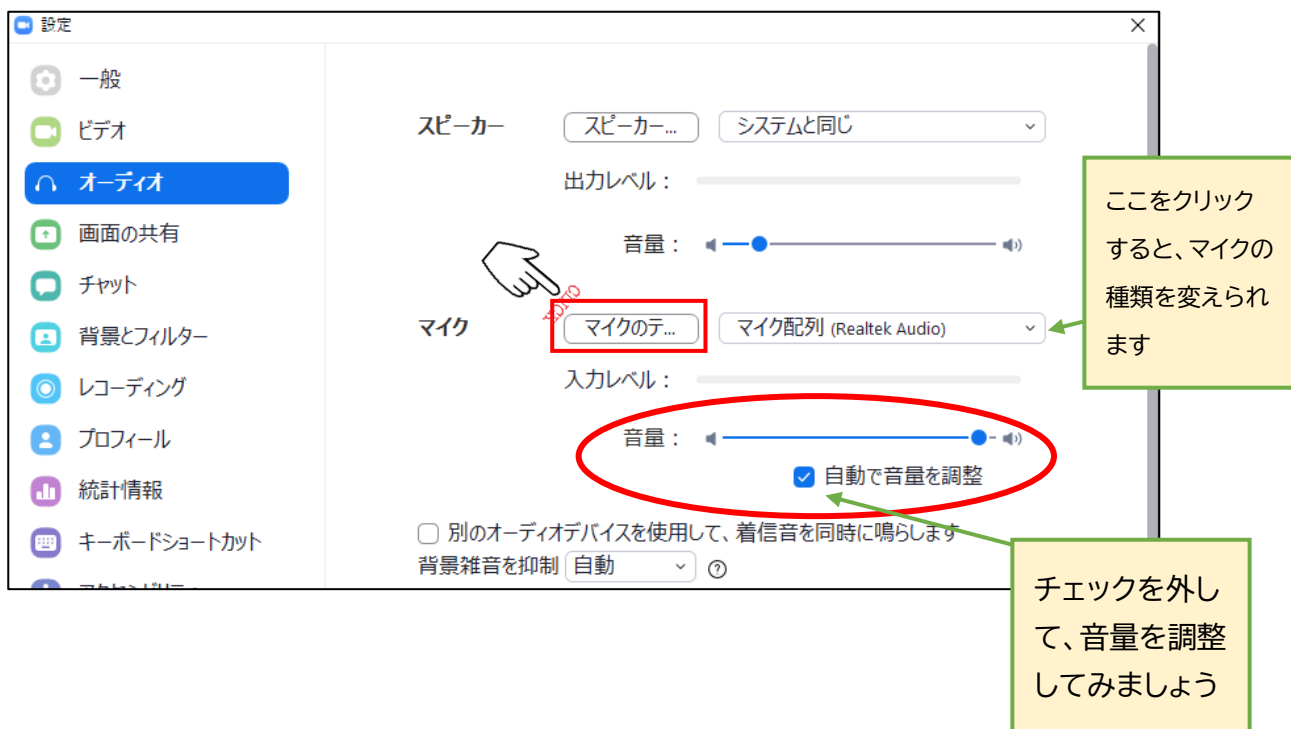 設定
一般
ビデオ
オーディオ
画面の共有
チャット
背景とフィルター
レコーディング
プロフィール
統計情報
キーボードショートカット
スピーカー スピーカー... システムと同じ
出力レベル：
音量：
CLICK
マイク マイクのテ... マイク配列 (Realtek Audio)
入力レベル：
音量：
自動で音量を調整
別のオーディオデバイスを使用して、着信音を同時に鳴らします
背景雑音を抑制 自動
ここをクリック
すると、マイクの
種類を変えられ
ます
チェックを外し
て、音量を調整
してみましょう